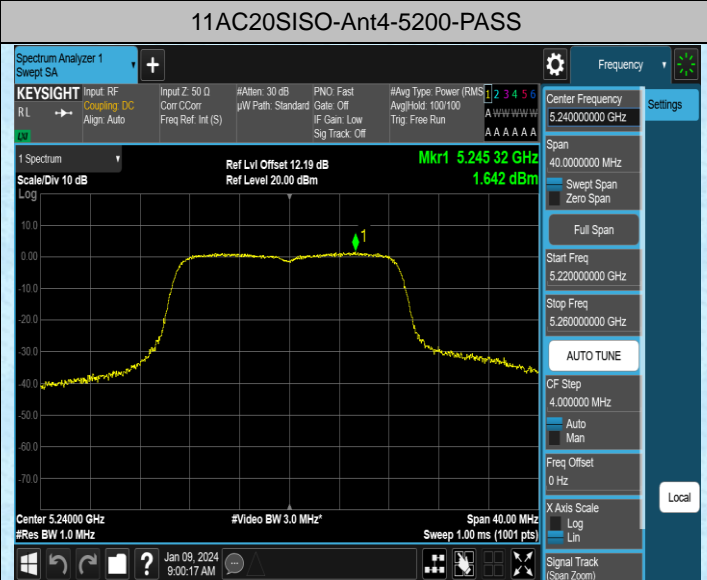 11AC20SISO-Ant4-5200-PASS
Spectrum Analyzer 1
Swept SA
Frequency
KEYSIGHT
RL
Input: RF
Coupling: DC
Align: Auto
Input Z: 50 Ω
Corr CCorr
Freq Ref: Int (S)
#Atten: 30 dB
µW Path: Standard
PNO: Fast
Gate: Off
IF Gain: Low
Sig Track: Off
#Avg Type: Power (RMS
Avg|Hold: 100/100
Trig: Free Run
1 2 3 4 5 6
A W W W W W
A A A A A A
1 Spectrum
Scale/Div 10 dB
Log
Ref Lvl Offset 12.19 dB
Ref Level 20.00 dBm
Mkr1 5.245 32 GHz
1.642 dBm
1
10.0
0.00
-10.0
-20.0
-30.0
-40.0
-50.0
-60.0
-70.0
Center 5.24000 GHz
#Res BW 1.0 MHz
#Video BW 3.0 MHz*
Span 40.00 MHz
Sweep 1.00 ms (1001 pts)
Center Frequency
5.240000000 GHz
Settings
Span
40.0000000 MHz
Swept Span
Zero Span
Full Span
Start Freq
5.220000000 GHz
Stop Freq
5.260000000 GHz
AUTO TUNE
CF Step
4.000000 MHz
Auto
Man
Freq Offset
0 Hz
X Axis Scale
Log
Lin
Local
Signal Track
(Span Zoom)
?
Jan 09, 2024
9:00:17 AM